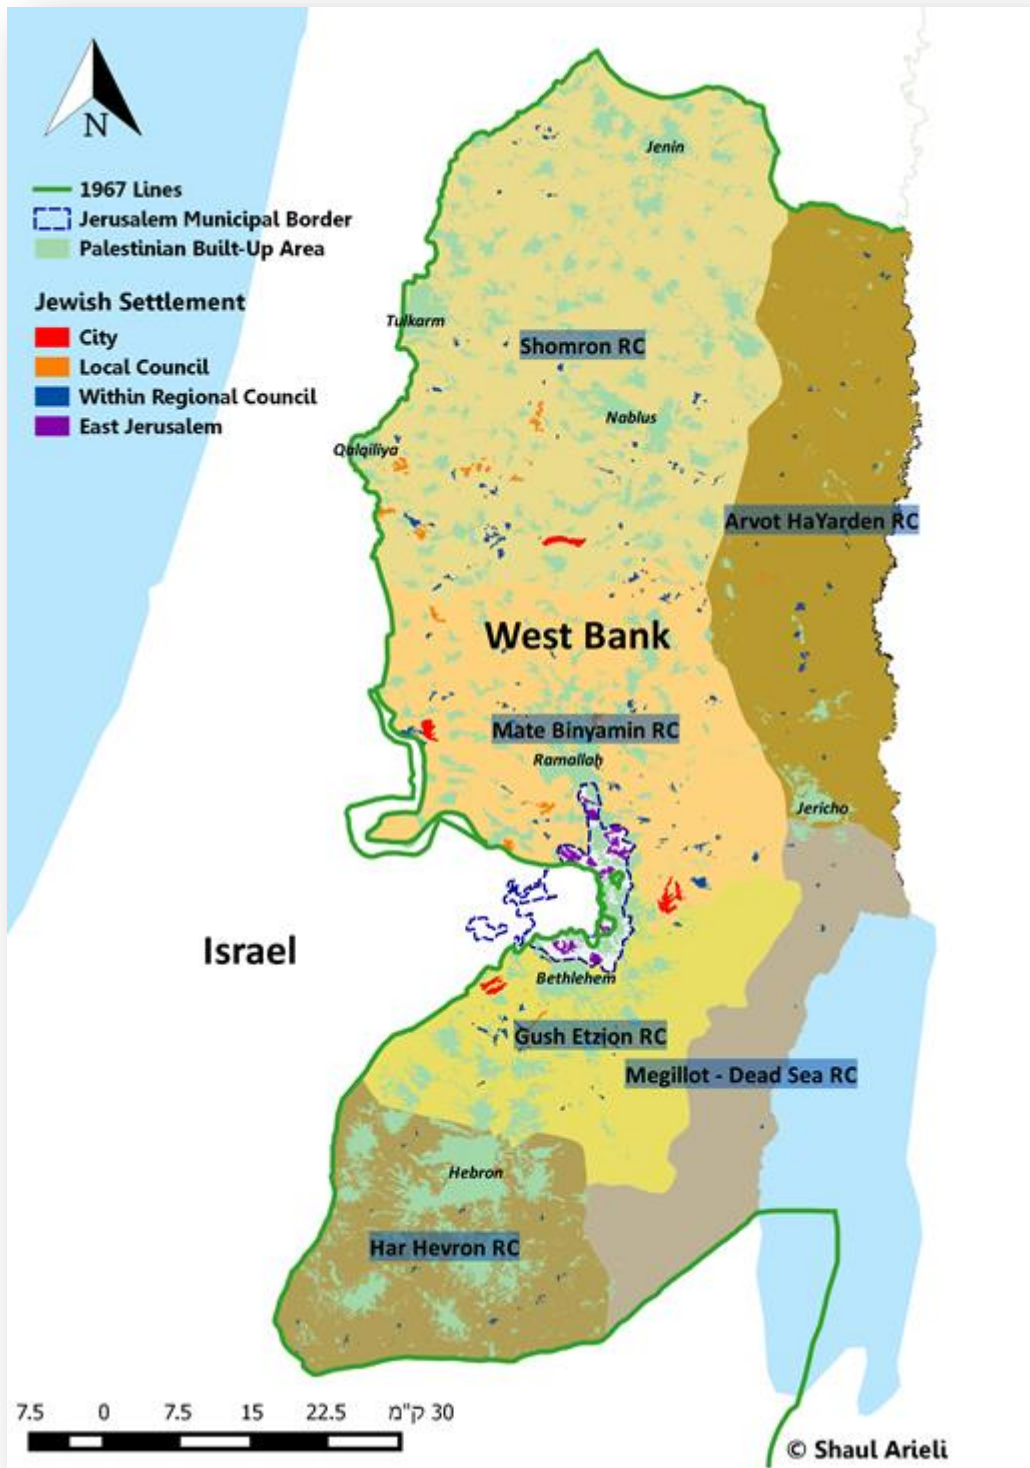 N
1967 Lines
Jerusalem Municipal Border
Palestinian Built-Up Area
Jewish Settlement
City
Local Council
Within Regional Council
East Jerusalem
Jenin
Tulkarm
Shomron RC
Nablus
Qalqiliya
Arvot HaYarden RC
West Bank
Mate Binyamin RC
Ramallah
Jericho
Israel
Bethlehem
Gush Etzion RC
Megillot - Dead Sea RC
Hebron
Har Hevron RC
7.5 0 7.5 15 22.5 30 ק"מ
© Shaul Arieli